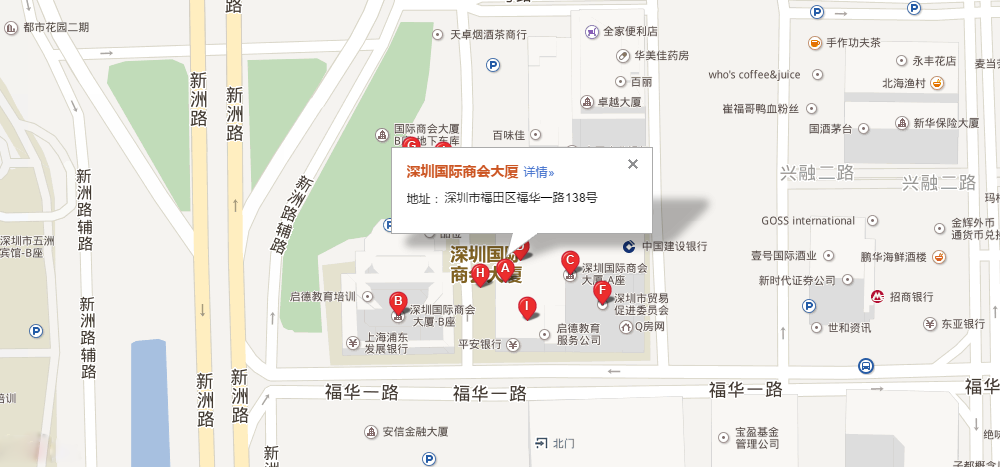 都市花园二期
天卓烟酒茶商行
全家便利店
华美佳药房
百丽
卓越大厦
手作功夫茶
永丰花店
who's coffee&juice
北海渔村
崔福哥鸭血粉丝
国酒茅台
新华保险大厦
兴融二路
兴融二路
新洲路
新洲路
国际商会大厦
百味佳
G
深圳国际商会大厦 详情»
地址：深圳市福田区福华一路138号
新洲路辅路
新洲路辅路
GOSS international
金辉外币
通货兑换
中国建设银行
壹号国际酒业
鹏华海鲜酒楼
新时代证券公司
招商银行
世和资讯
东亚银行
深圳市五洲
宾馆-B座
深圳国际
商会大厦
H
A
C
B
F
I
深圳国际商会
大厦-A座
深圳市贸易
促进委员会
Q房网
启德教育培训
深圳国际商会
大厦-B座
上海浦东
发展银行
平安银行
启德教育
服务公司
新洲路辅路
新洲路
新洲路
福华一路
福华一路
福华一路
福华一
培训
安信金融大厦
北门
宝盈基金
管理公司
P
P
P
P
P
P
P